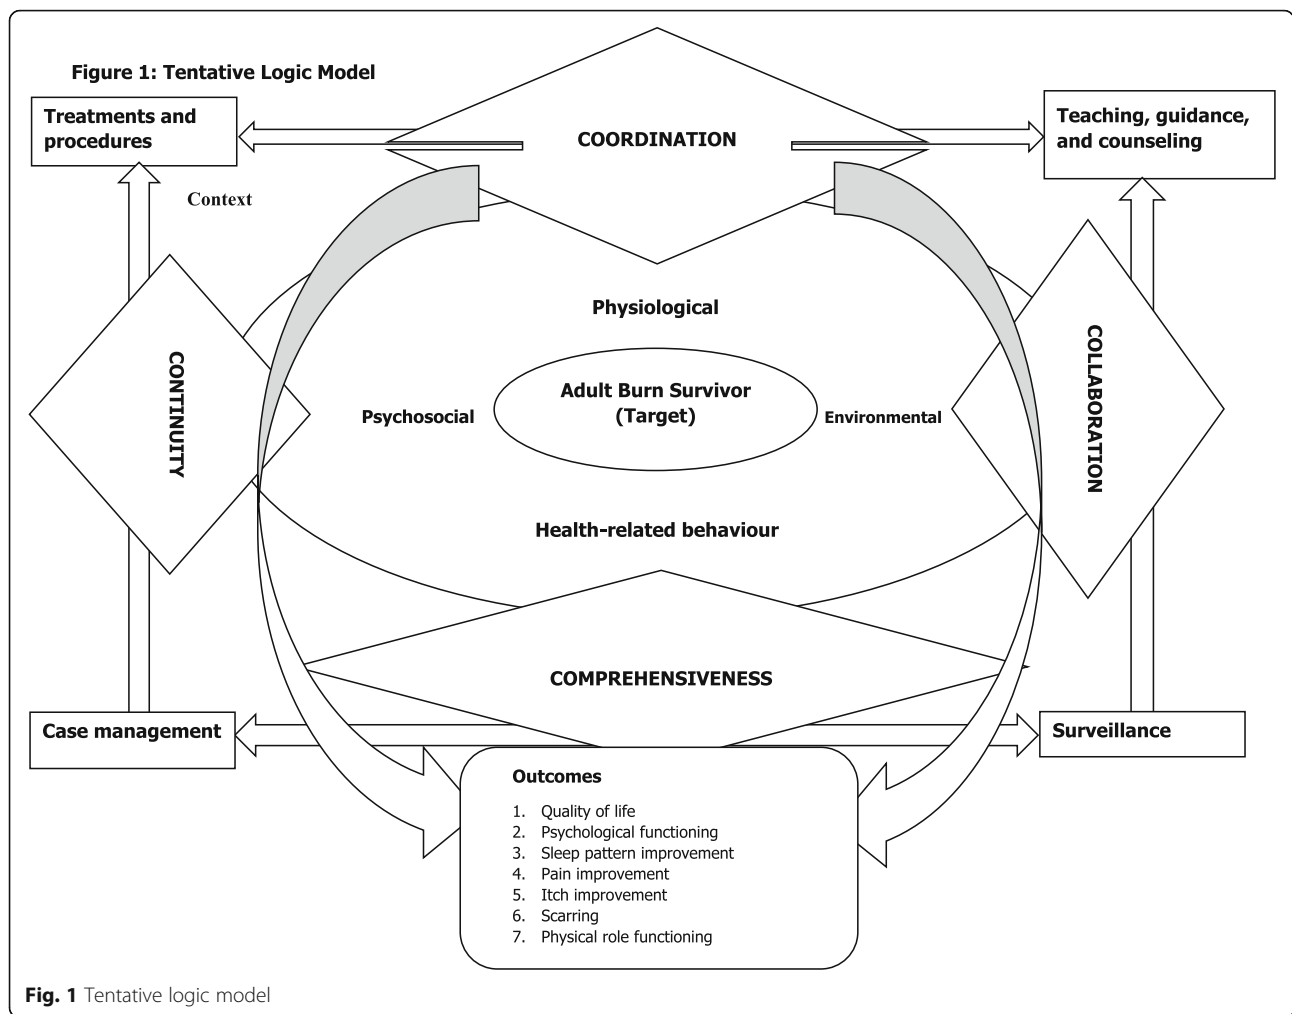 Figure 1: Tentative Logic Model
Treatments and
procedures
COORDINATION
Teaching, guidance,
and counseling
Context
Physiological
CONTINUITY
Psychosocial
Adult Burn Survivor
(Target)
Environmental
COLLABORATION
Health-related behaviour
COMPREHENSIVENESS
Case management
Surveillance
Outcomes
1. Quality of life
2. Psychological functioning
3. Sleep pattern improvement
4. Pain improvement
5. Itch improvement
6. Scarring
7. Physical role functioning
Fig. 1 Tentative logic model